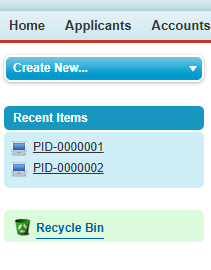 Home Applicants Accounts
Create New...
Recent Items
PID-0000001
PID-0000002
Recycle Bin